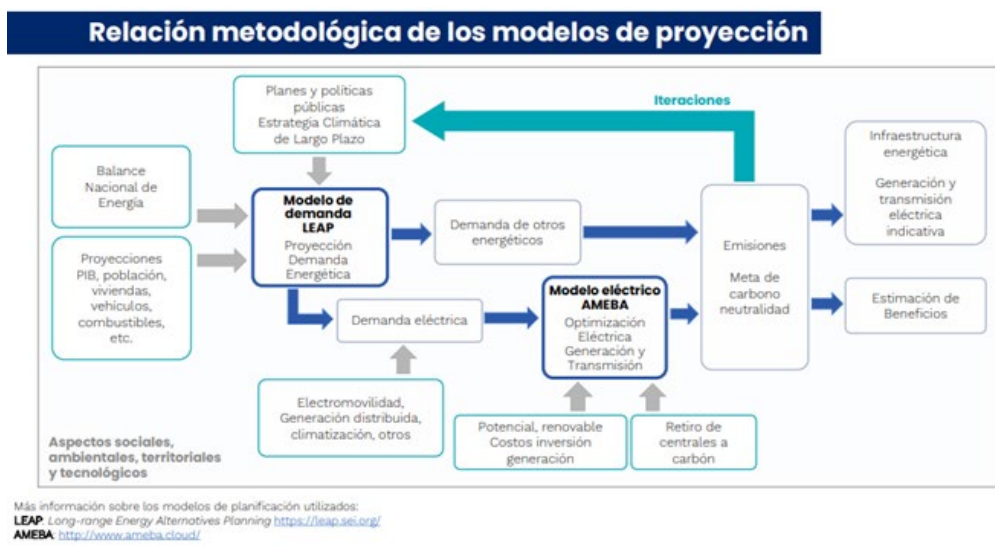 Relación metodológica de los modelos de proyección
Planes y políticas
públicas
Estrategia Climática
de Largo Plazo
Iteraciones
Balance
Nacional de
Energía
Modelo de
demanda
LEAP
Proyección
Demanda
Energética
Demanda de otros
energéticos
Infraestructura
energética
Generación y
transmisión
eléctrica
indicativa
Proyecciones
PIB, población,
viviendas,
vehículos,
combustibles,
etc.
Demanda eléctrica
Modelo eléctrico
AMEBA
Optimización
Eléctrica
Generación y
Transmisión
Emisiones
Meta de
carbono
neutralidad
Estimación de
Beneficios
Electromovilidad,
Generación distribuida,
climatización, otros
Potencial, renovable
Costos inversión
generación
Retiro de
centrales a
carbón
Aspectos sociales,
ambientales, territoriales
y tecnológicos
Más información sobre los modelos de planificación utilizados:
LEAP: Long-range Energy Alternatives Planning https://leap.sei.org/
AMEBA: http://www.ameba.cloud/